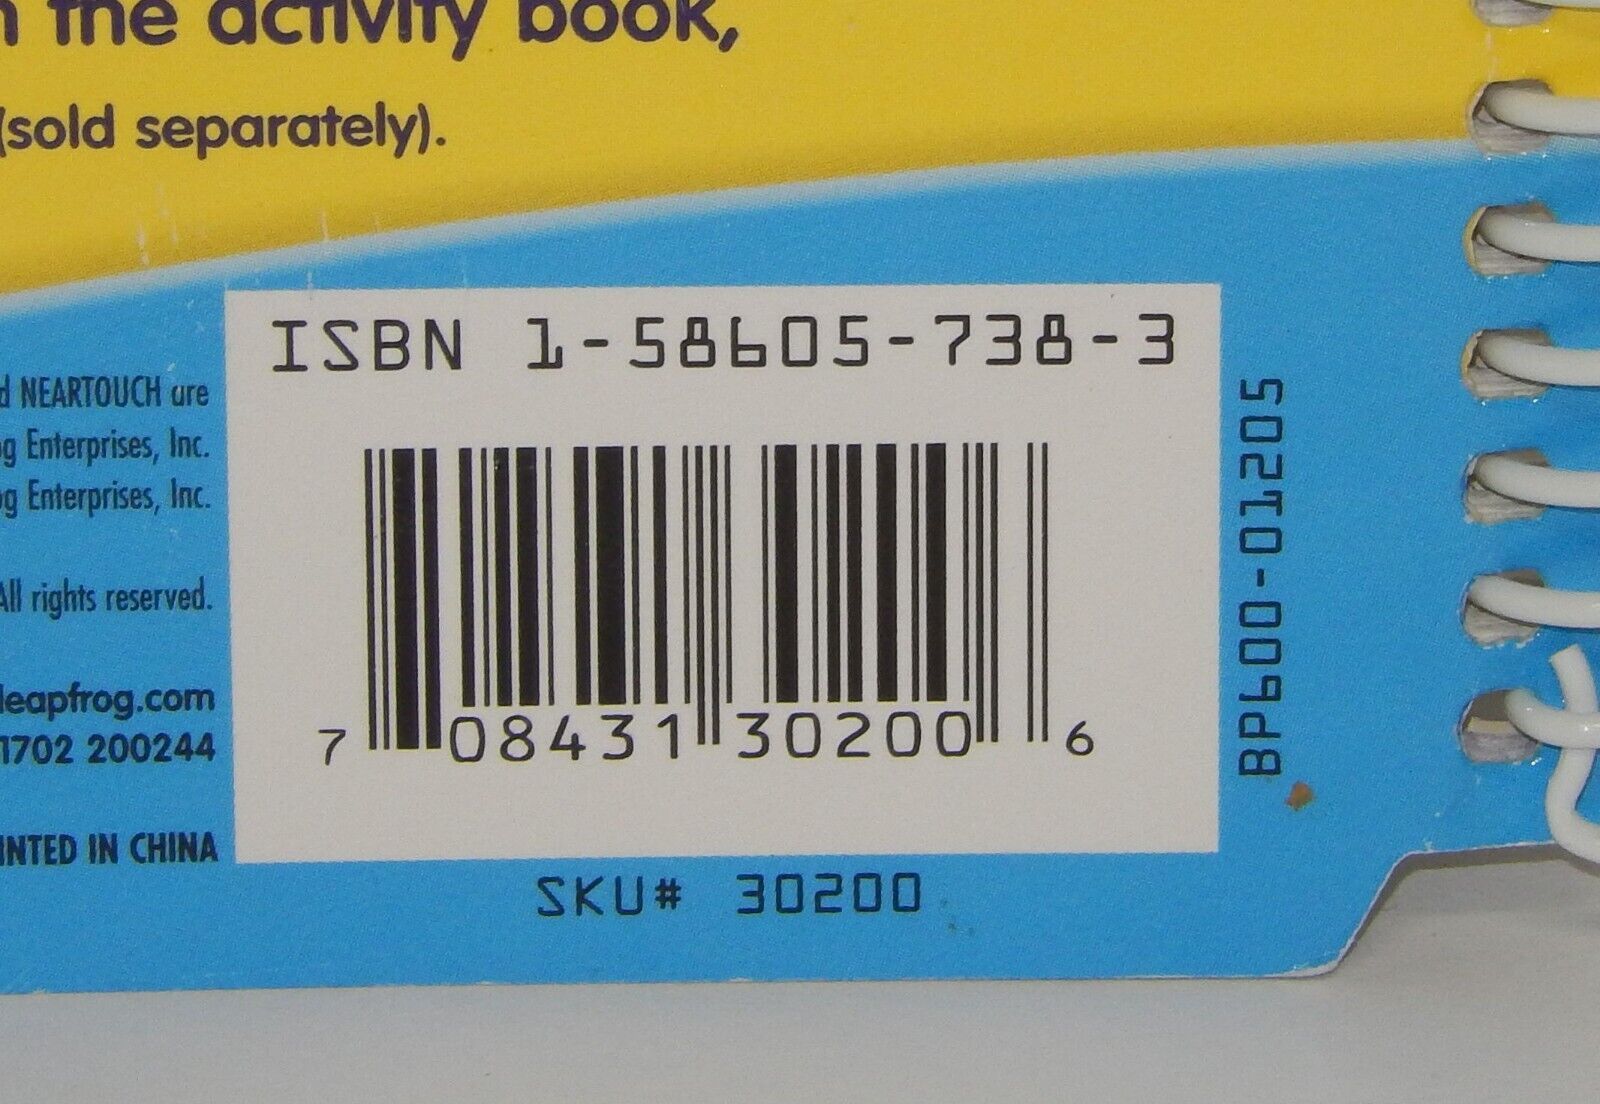 the activity book,
(sold separately).
ISBN 1-58605-738-3
NEARTOUCH are
Enterprises, Inc.
Enterprises, Inc.
All rights reserved.
leapfrog.com
1702 200244
IN CHINA
7 08431 30200 6
BP600-01205
SKU# 30200